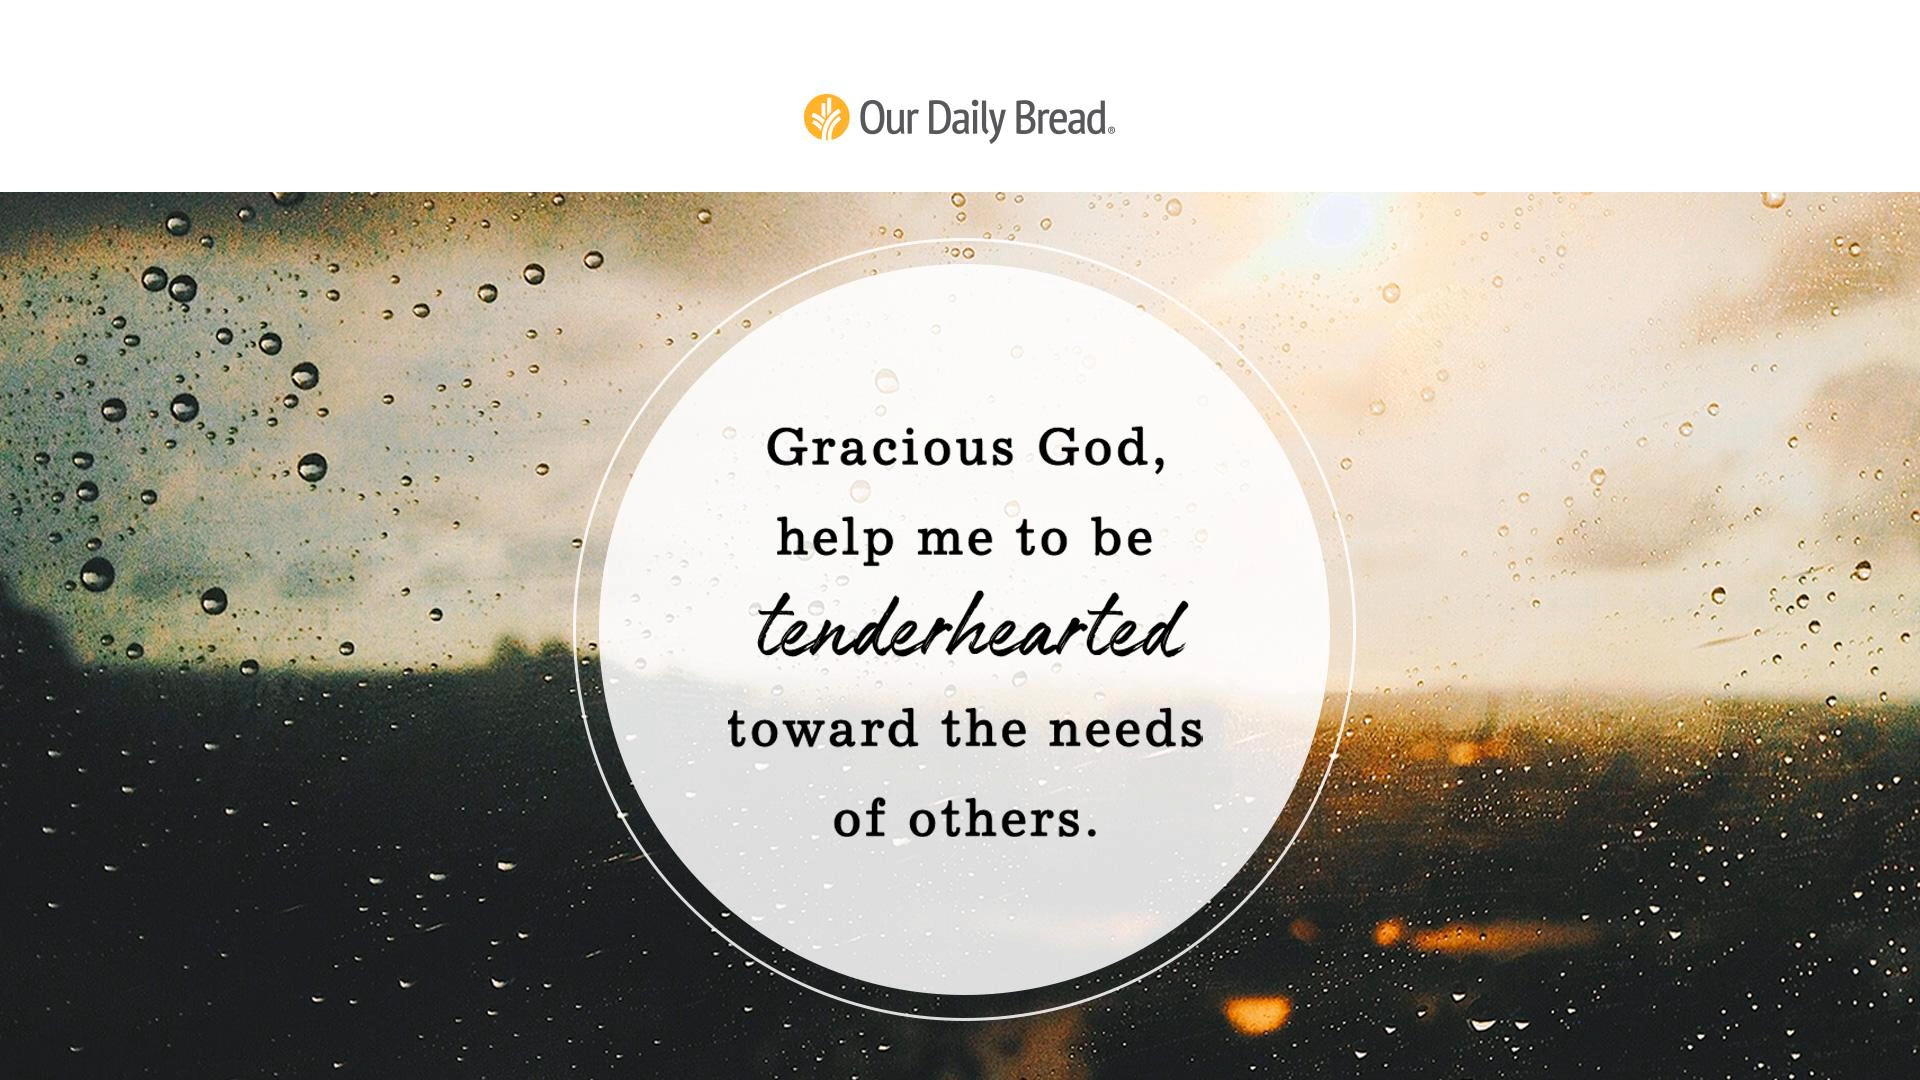 Our Daily Bread®
Gracious God,
help me to be
tenderhearted
toward the needs
of others.